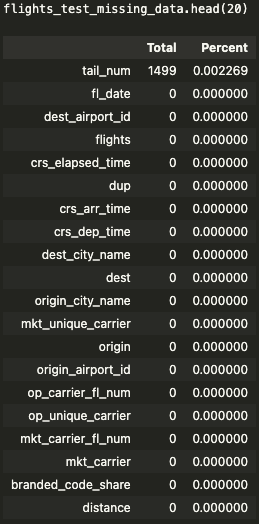 flights_test_missing_data.head(20)
Total Percent
tail_num 1499 0.002269
fl_date 0 0.000000
dest_airport_id 0 0.000000
flights 0 0.000000
crs_elapsed_time 0 0.000000
dup 0 0.000000
crs_arr_time 0 0.000000
crs_dep_time 0 0.000000
dest_city_name 0 0.000000
dest 0 0.000000
origin_city_name 0 0.000000
mkt_unique_carrier 0 0.000000
origin 0 0.000000
origin_airport_id 0 0.000000
op_carrier_fl_num 0 0.000000
op_unique_carrier 0 0.000000
mkt_carrier_fl_num 0 0.000000
mkt_carrier 0 0.000000
branded_code_share 0 0.000000
distance 0 0.000000